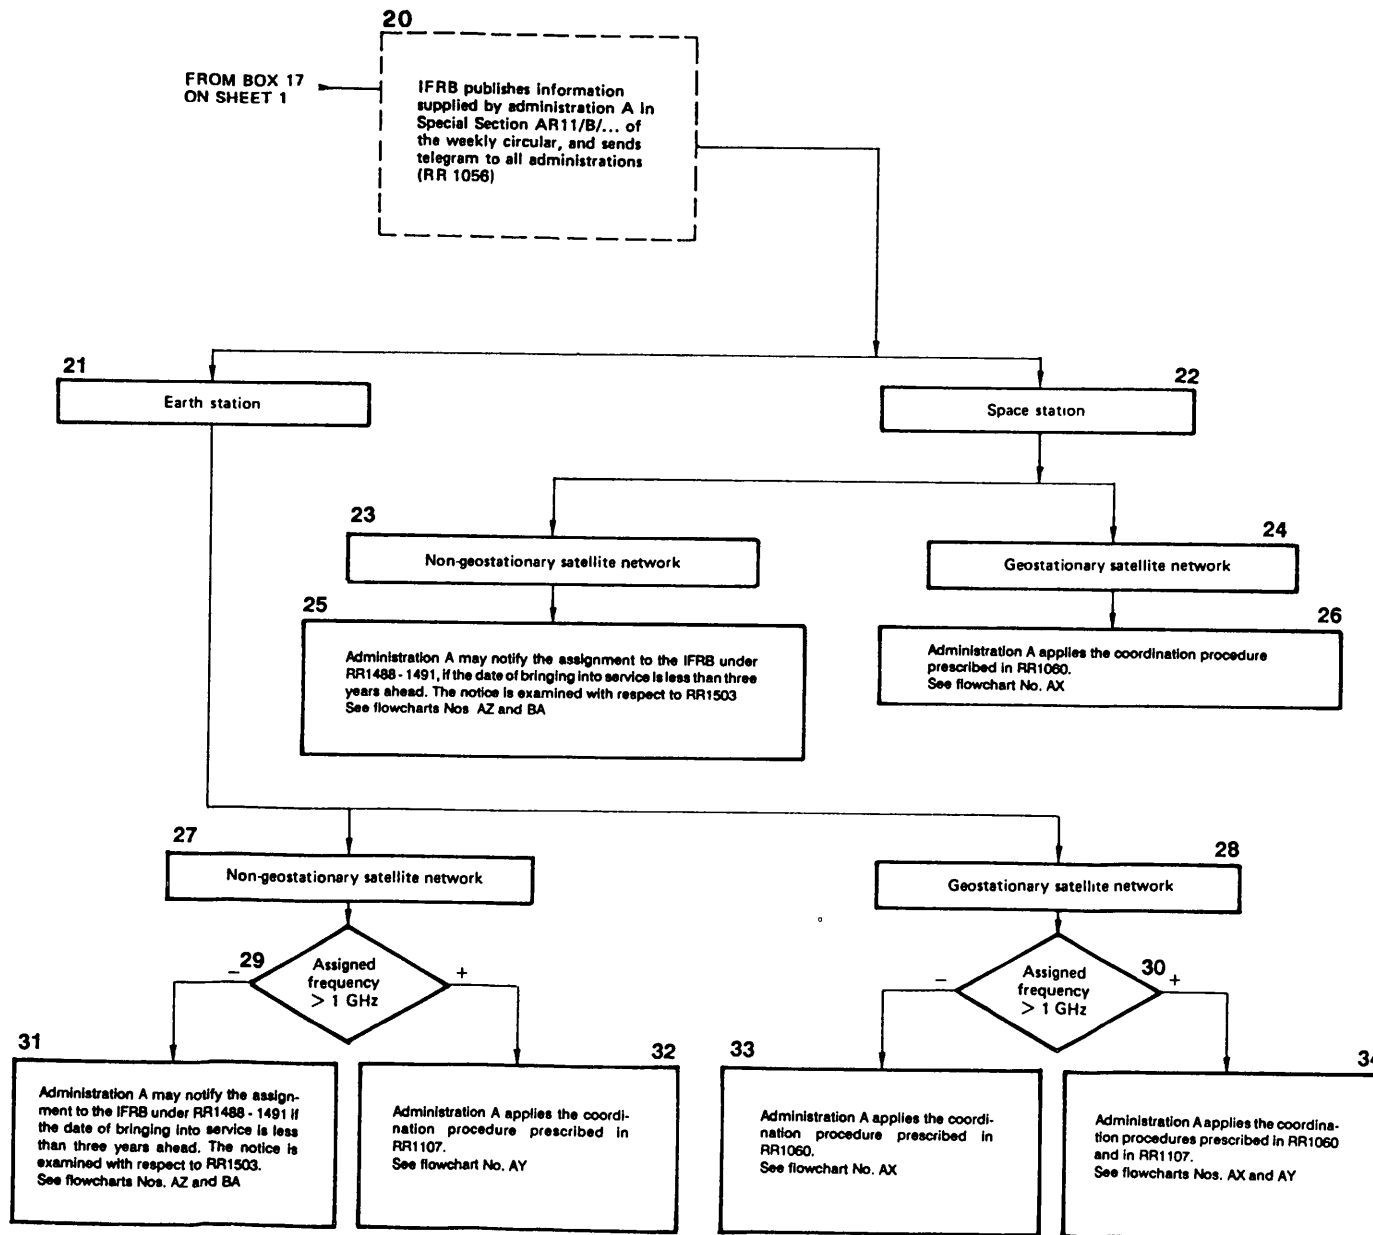 20
FROM BOX 17
ON SHEET 1
IFRB publishes information
supplied by administration A in
Special Section AR11/B/... of
the weekly circular, and sends
telegram to all administrations
(RR 1056)
21
Earth station
22
Space station
23
Non-geostationary satellite network
24
Geostationary satellite network
25
Administration A may notify the assignment to the IFRB under
RR1488 - 1491, if the date of bringing into service is less than three
years ahead. The notice is examined with respect to RR1503
See flowcharts Nos AZ and BA
26
Administration A applies the coordination procedure
prescribed in RR1060.
See flowchart No. AX
27
Non-geostationary satellite network
28
Geostationary satellite network
29
−
Assigned
frequency
> 1 GHz
+
30
−
Assigned
frequency
> 1 GHz
+
31
Administration A may notify the assign-
ment to the IFRB under RR1488 - 1491 if
the date of bringing into service is less
than three years ahead. The notice is
examined with respect to RR1503.
See flowcharts Nos. AZ and BA
32
Administration A applies the coordi-
nation procedure prescribed in
RR1107.
See flowchart No. AY
33
Administration A applies the coordi-
nation procedure prescribed in
RR1060.
See flowchart No. AX
34
Administration A applies the coordina-
tion procedures prescribed in RR1060
and in RR1107.
See flowcharts Nos. AX and AY